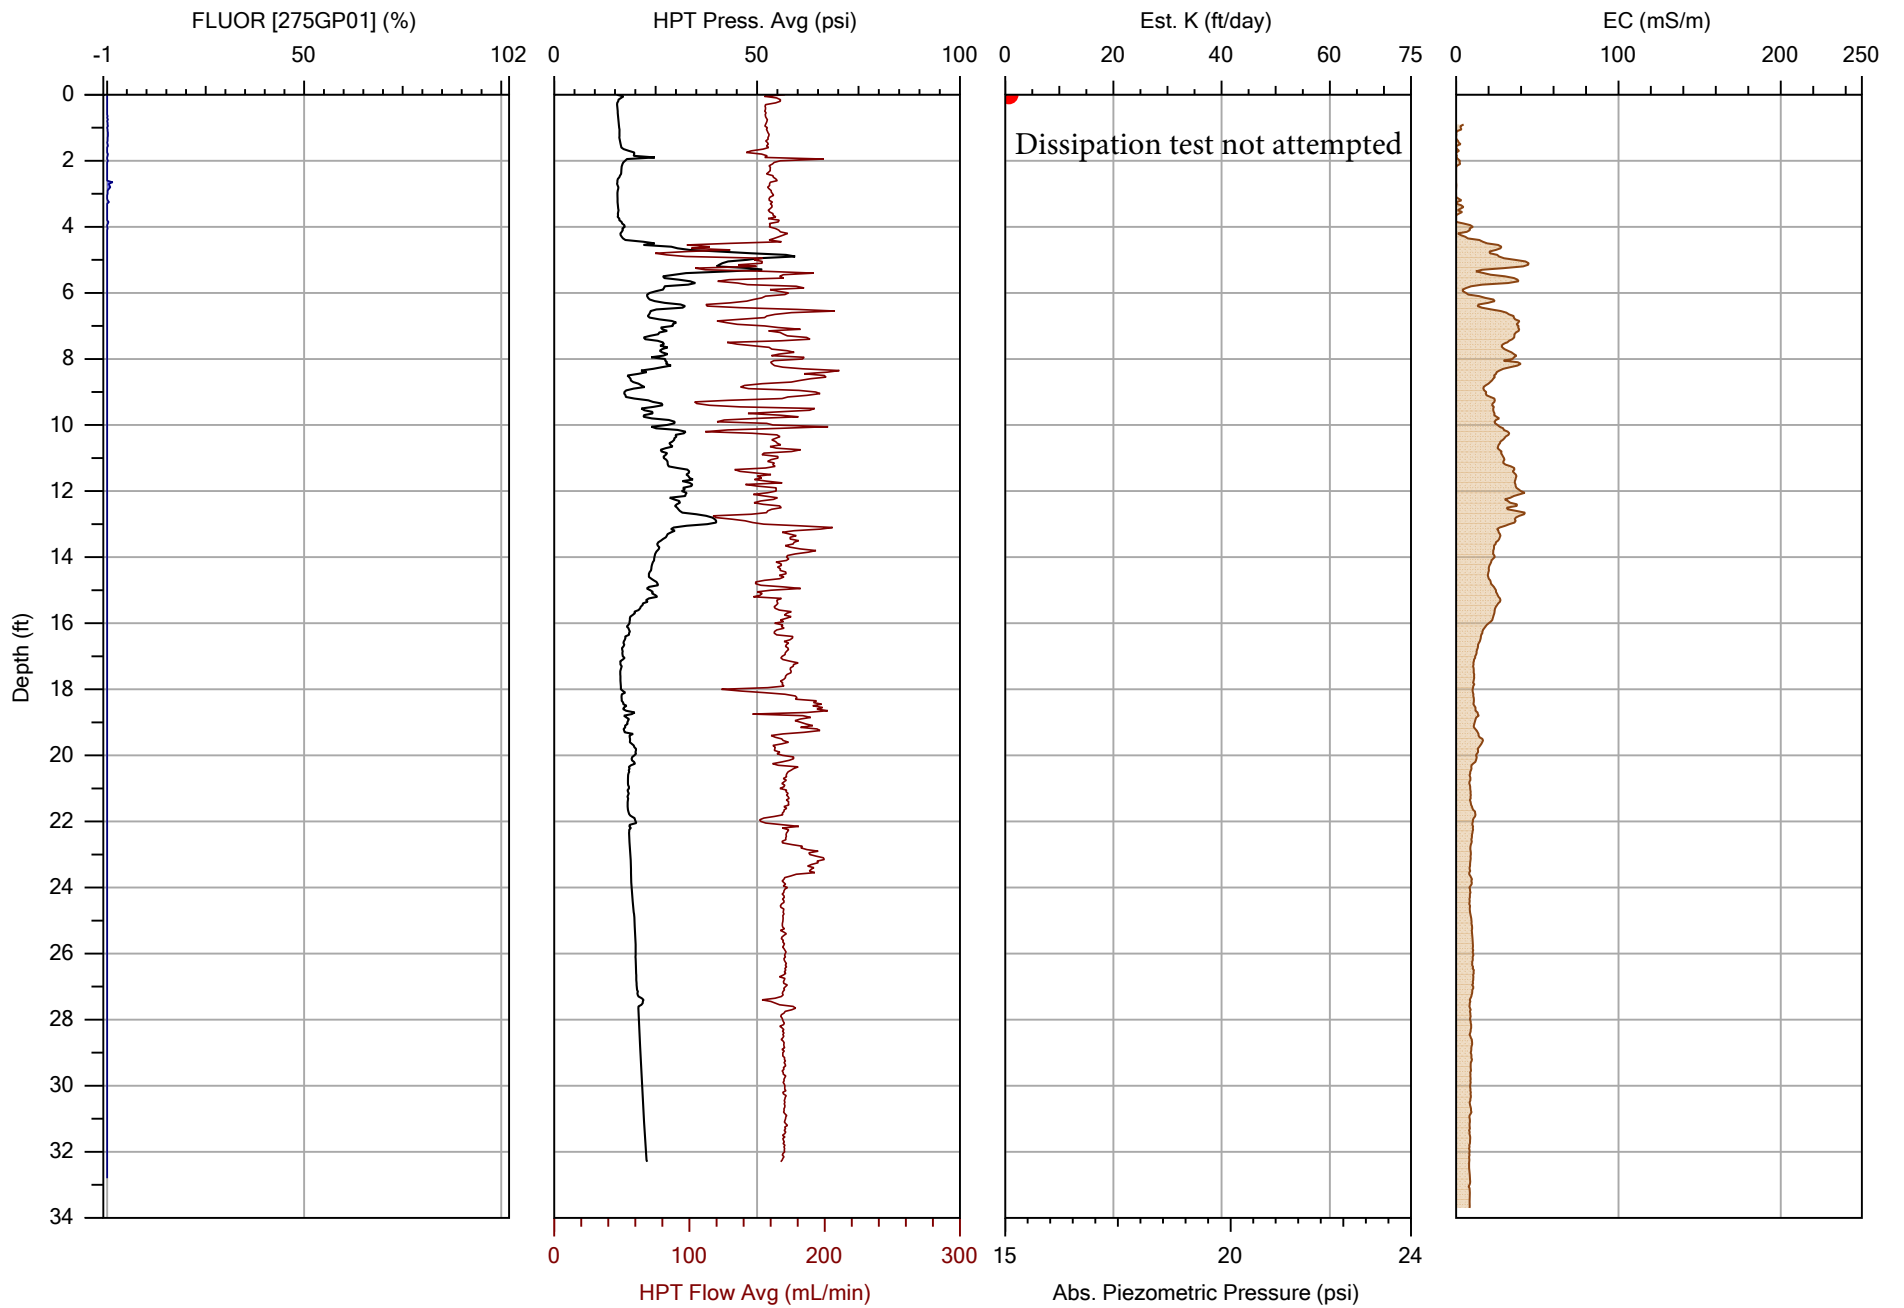 FLUOR [275GP01] (%)
HPT Press. Avg (psi)
Est. K (ft/day)
EC (mS/m)
-1 50 102
0 50 100
0 20 40 60 75
0 100 200 250
Dissipation test not attempted
Depth (ft)
0
2
4
6
8
10
12
14
16
18
20
22
24
26
28
30
32
34
0 100 200 300
HPT Flow Avg (mL/min)
15 20 24
Abs. Piezometric Pressure (psi)